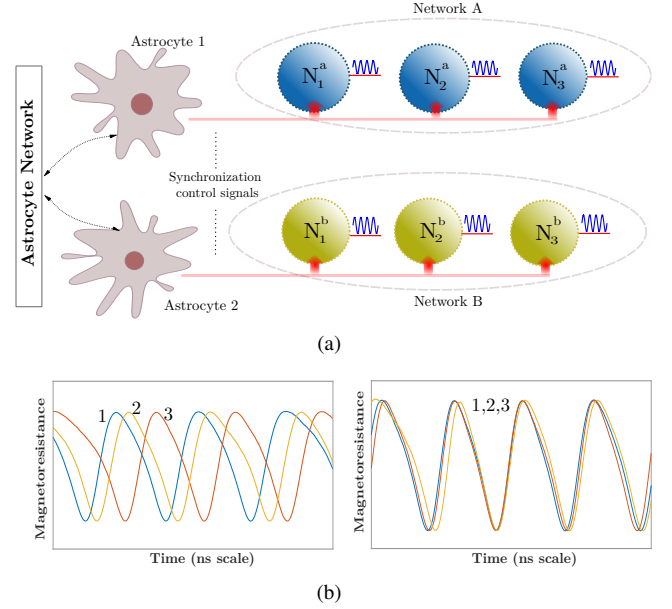 Network A
Astrocyte 1
N₁ᵃ N₂ᵃ N₃ᵃ
Astrocyte Network
Synchronization
control signals
N₁ᵇ N₂ᵇ N₃ᵇ
Astrocyte 2
Network B
(a)
Magnetoresistance
1 2 3
Time (ns scale)
Magnetoresistance
1,2,3
Time (ns scale)
(b)